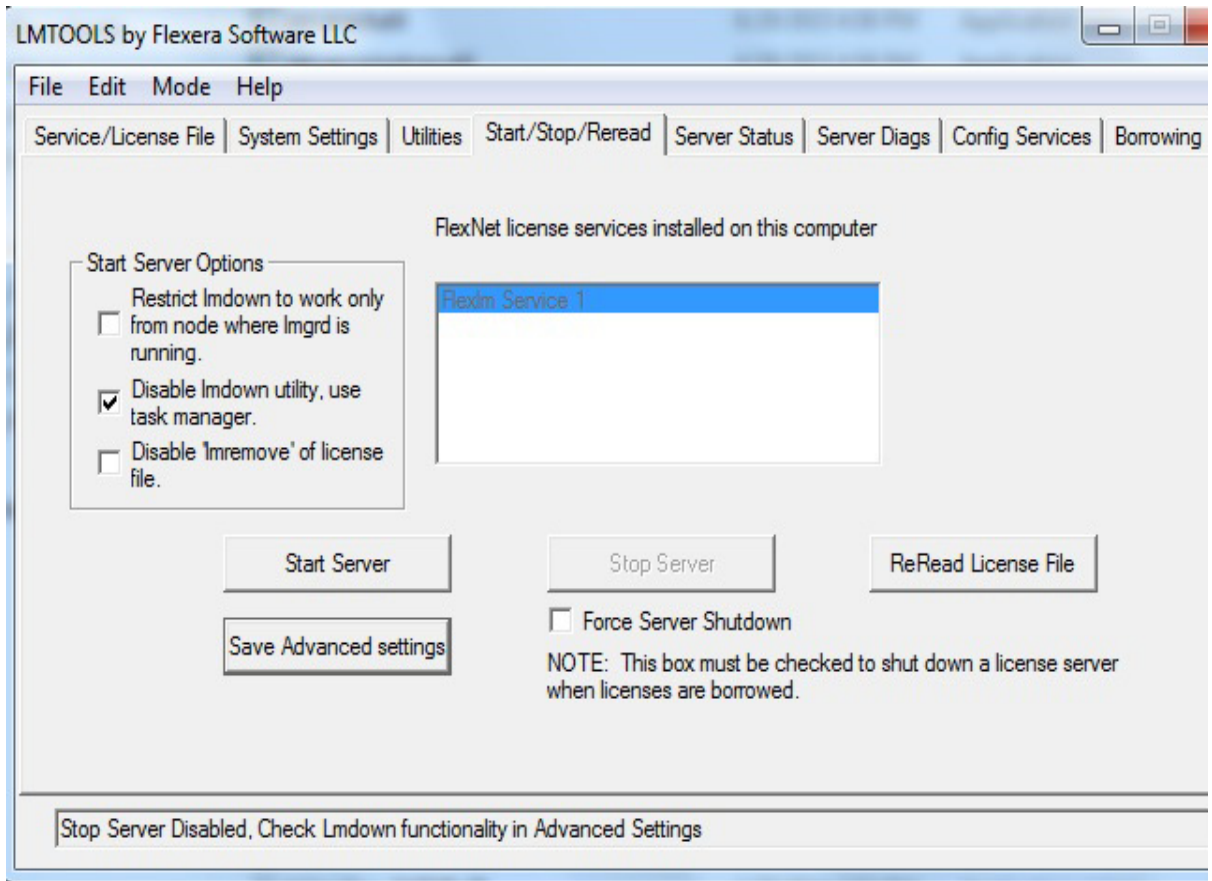 LMTOOLS by Flexera Software LLC
File Edit Mode Help
Service/License File System Settings Utilities Start/Stop/Reread Server Status Server Diags Config Services Borrowing
FlexNet license services installed on this computer
Start Server Options
Restrict lmdown to work only
from node where lmgrd is
running.
Disable lmdown utility, use
task manager.
Disable 'lmremove' of license
file.
Flexlm Service 1
Start Server
Stop Server
ReRead License File
Save Advanced settings
Force Server Shutdown
NOTE: This box must be checked to shut down a license server
when licenses are borrowed.
Stop Server Disabled, Check Lmdown functionality in Advanced Settings